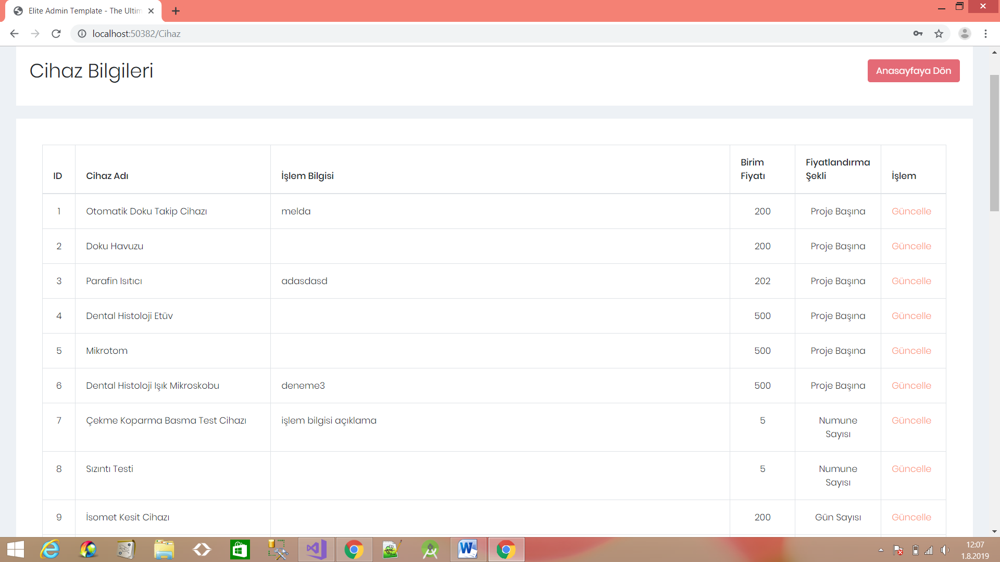 Elite Admin Template - The Ultim
localhost:50382/Cihaz
Cihaz Bilgileri
Anasayfaya Dön
ID Cihaz Adı İşlem Bilgisi Birim Fiyatı Fiyatlandırma Şekli İşlem
1 Otomatik Doku Takip Cihazı melda 200 Proje Başına Güncelle
2 Doku Havuzu 200 Proje Başına Güncelle
3 Parafin Isıtıcı adasdasd 202 Proje Başına Güncelle
4 Dental Histoloji Etüv 500 Proje Başına Güncelle
5 Mikrotom 500 Proje Başına Güncelle
6 Dental Histoloji Işık Mikroskobu deneme3 500 Proje Başına Güncelle
7 Çekme Koparma Basma Test Cihazı işlem bilgisi açıklama 5 Numune Sayısı Güncelle
8 Sızıntı Testi 5 Numune Sayısı Güncelle
9 İsomet Kesit Cihazı 200 Gün Sayısı Güncelle
12:07
1.8.2019